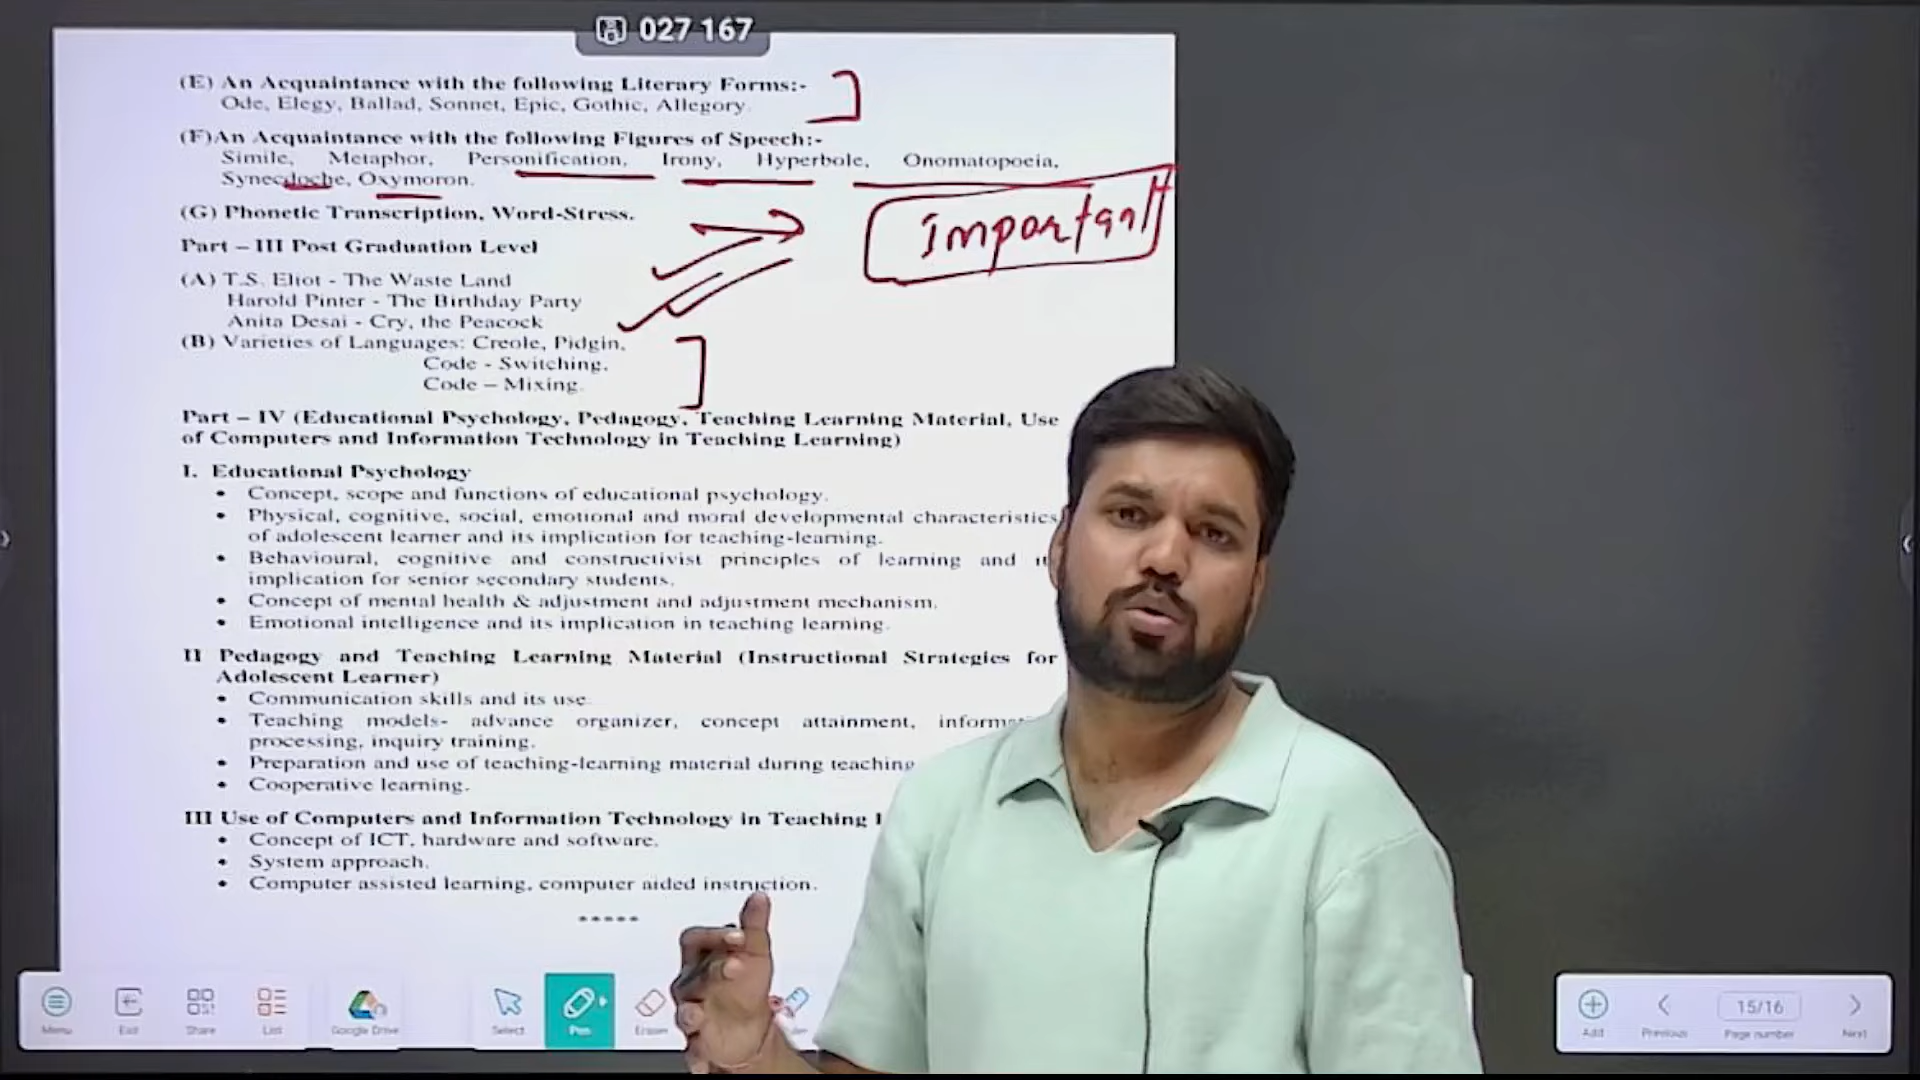 027 167
(E) An Acquaintance with the following Literary Forms:-
Ode, Elegy, Ballad, Sonnet, Epic, Gothic, Allegory.
(F)An Acquaintance with the following Figures of Speech:-
Simile, Metaphor, Personification, Irony, Hyperbole, Onomatopoeia,
Synecdoche, Oxymoron.
(G) Phonetic Transcription, Word-Stress.
Important
Part – III Post Graduation Level
(A) T.S. Eliot - The Waste Land
Harold Pinter - The Birthday Party
Anita Desai - Cry, the Peacock
(B) Varieties of Languages: Creole, Pidgin,
Code - Switching,
Code – Mixing.
Part – IV (Educational Psychology, Pedagogy, Teaching Learning Material, Use
of Computers and Information Technology in Teaching Learning)
I. Educational Psychology
• Concept, scope and functions of educational psychology.
• Physical, cognitive, social, emotional and moral developmental characteristics
of adolescent learner and its implication for teaching-learning.
• Behavioural, cognitive and constructivist principles of learning and
implication for senior secondary students.
• Concept of mental health & adjustment and adjustment mechanism.
• Emotional intelligence and its implication in teaching learning.
II Pedagogy and Teaching Learning Material (Instructional Strategies for
Adolescent Learner)
• Communication skills and its use.
• Teaching models- advance organizer, concept attainment,
processing, inquiry training.
• Preparation and use of teaching-learning material during teaching
• Cooperative learning.
III Use of Computers and Information Technology in Teaching
• Concept of ICT, hardware and software.
• System approach.
• Computer assisted learning, computer aided instruction.
*****
Menu Exit Share List Google Drive Select Pen Eraser
Add Previous 15/16 Page number Next